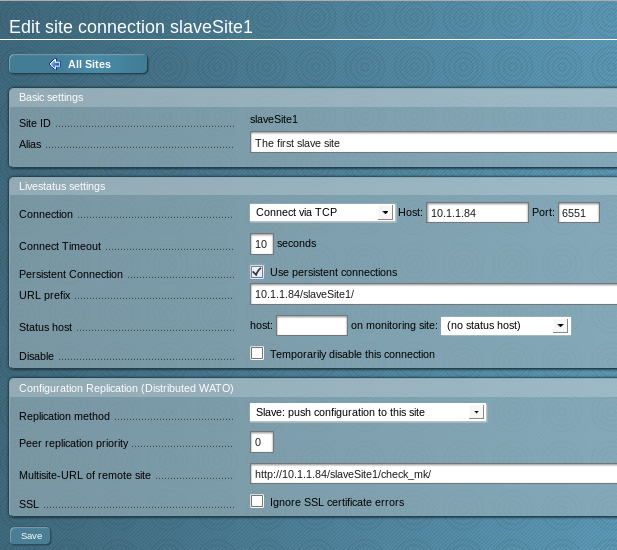 Edit site connection slaveSite1
All Sites
Basic settings
Site ID slaveSite1
Alias The first slave site
Livestatus settings
Connection Connect via TCP Host: 10.1.1.84 Port: 6551
Connect Timeout 10 seconds
Persistent Connection Use persistent connections
URL prefix 10.1.1.84/slaveSite1/
Status host host: on monitoring site: (no status host)
Disable Temporarily disable this connection
Configuration Replication (Distributed WATO)
Replication method Slave: push configuration to this site
Peer replication priority 0
Multisite-URL of remote site http://10.1.1.84/slaveSite1/check_mk/
SSL Ignore SSL certificate errors
Save